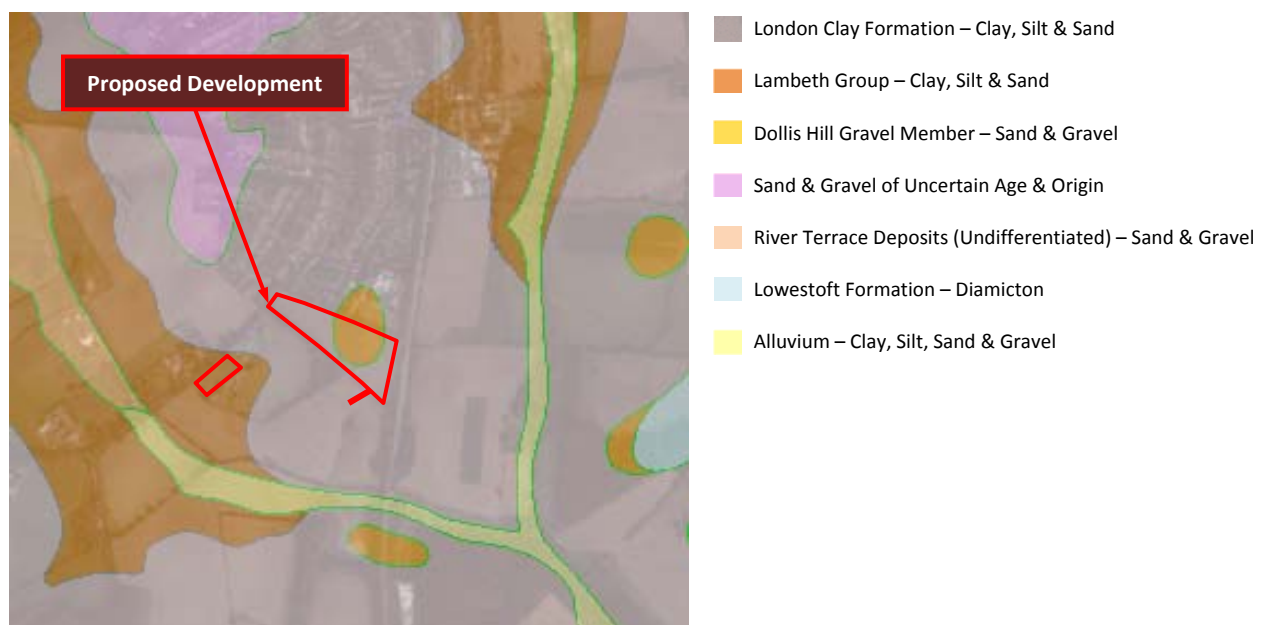 Proposed Development
London Clay Formation – Clay, Silt & Sand
Lambeth Group – Clay, Silt & Sand
Dollis Hill Gravel Member – Sand & Gravel
Sand & Gravel of Uncertain Age & Origin
River Terrace Deposits (Undifferentiated) – Sand & Gravel
Lowestoft Formation – Diamicton
Alluvium – Clay, Silt, Sand & Gravel